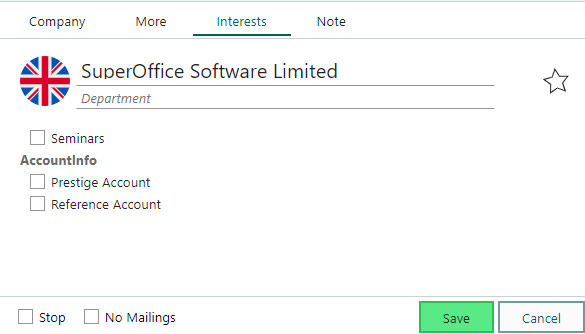 Company More Interests Note
SuperOffice Software Limited
Department
Seminars
AccountInfo
Prestige Account
Reference Account
Stop No Mailings Save Cancel